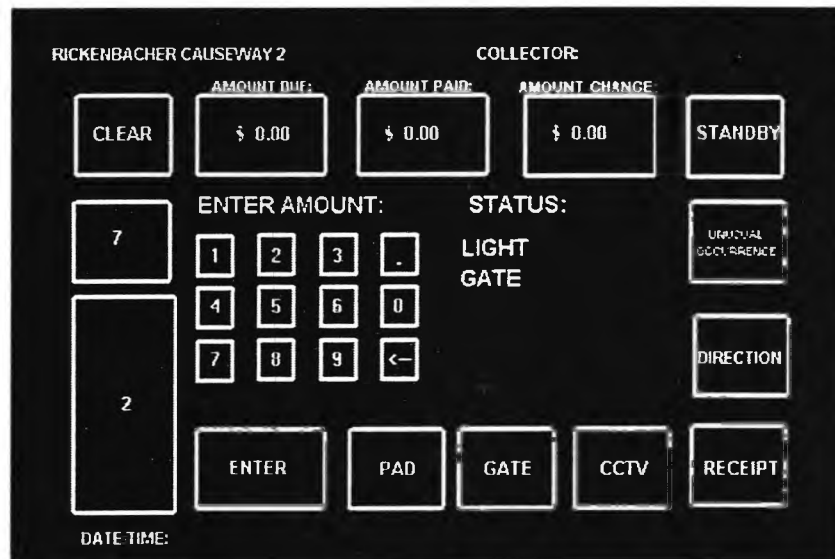 RICKENBACHER CAUSEWAY 2 COLLECTOR:
AMOUNT DUE: AMOUNT PAID: AMOUNT CHANGE:
CLEAR $ 0.00 $ 0.00 $ 0.00 STANDBY
ENTER AMOUNT: STATUS:
7 UNUSUAL OCCURRENCE
1 2 3 . LIGHT
GATE
4 5 6 0
7 8 9 <- DIRECTION
2
ENTER PAD GATE CCTV RECEIPT
DATE-TIME: